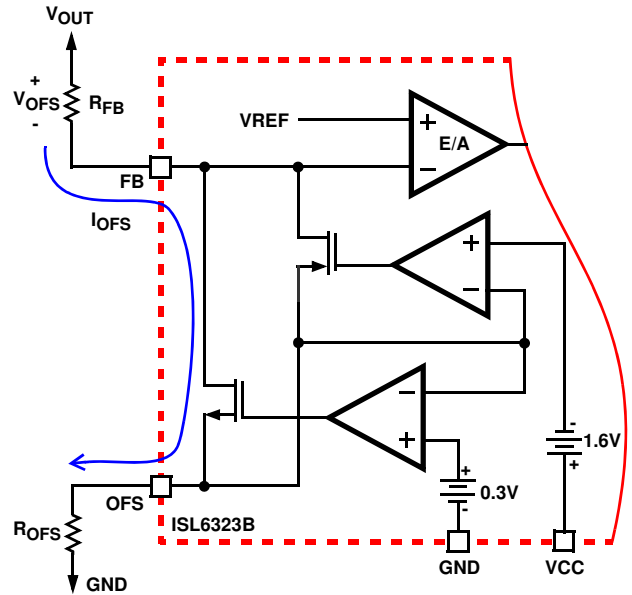 VOUT
+
VOFS
-
RFB
VREF
+
E/A
-
FB
IOFS
+
-
-
+
-
1.6V
+
+
0.3V
-
OFS
ISL6323B
ROFS
GND
GND
VCC